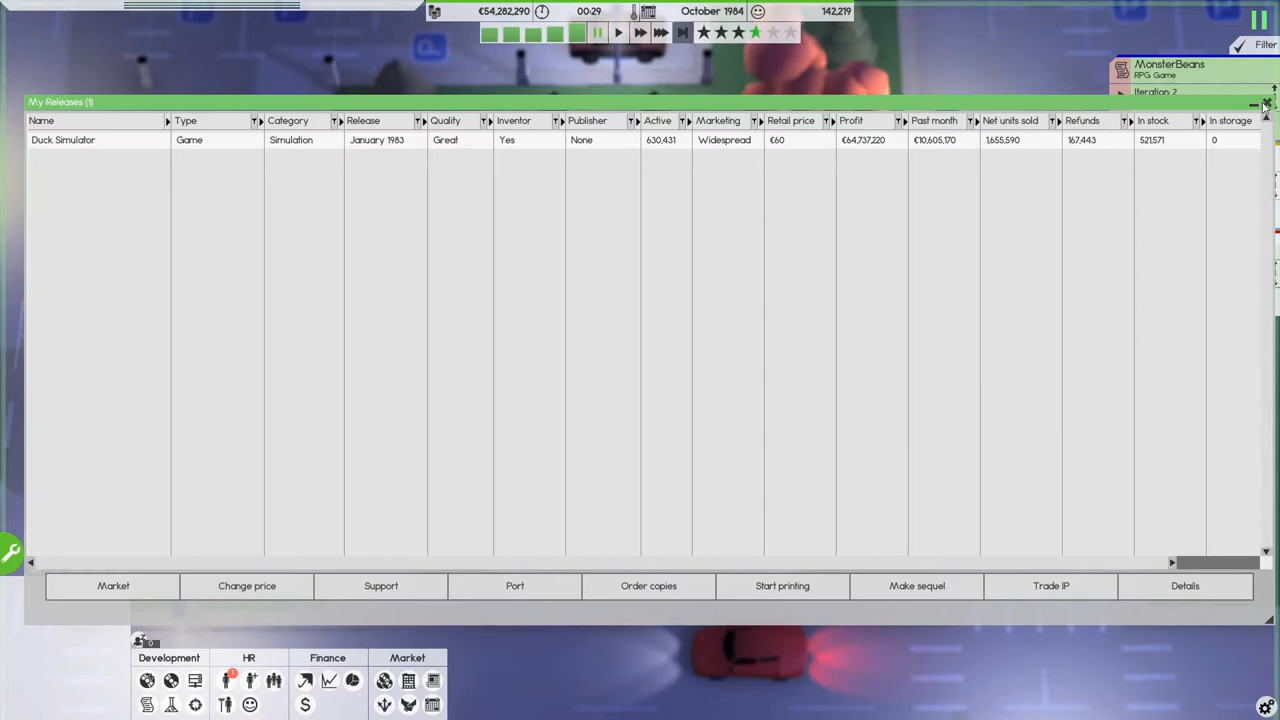 €54,282,290 00:29 October 1984 142,219
Filter
MonsterBeans
RPG Game
Iteration: 2
My Releases (1)
Name Type Category Release Quality Inventor Publisher Active Marketing Retail price Profit Past month Net units sold Refunds In stock In storage
Duck Simulator Game Simulation January 1983 Great Yes None 630,431 Widespread €60 €64,737,220 €10,605,170 1,655,590 167,443 521,571 0
Market Change price Support Port Order copies Start printing Make sequel Trade IP Details
0
Development HR Finance Market